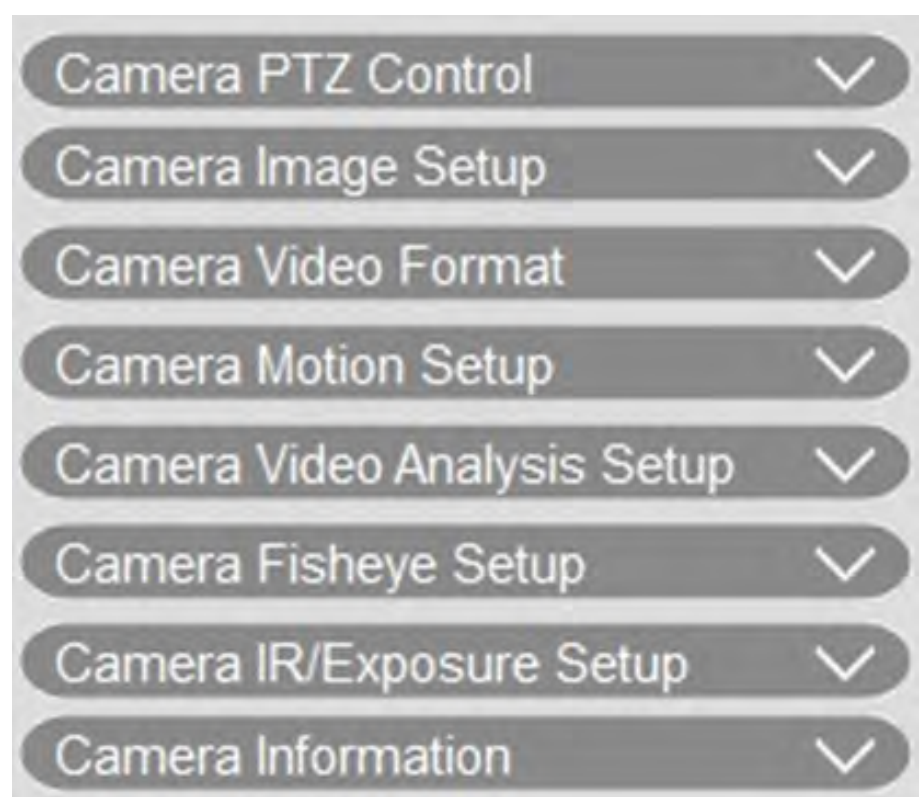 Camera PTZ Control
Camera Image Setup
Camera Video Format
Camera Motion Setup
Camera Video Analysis Setup
Camera Fisheye Setup
Camera IR/Exposure Setup
Camera Information